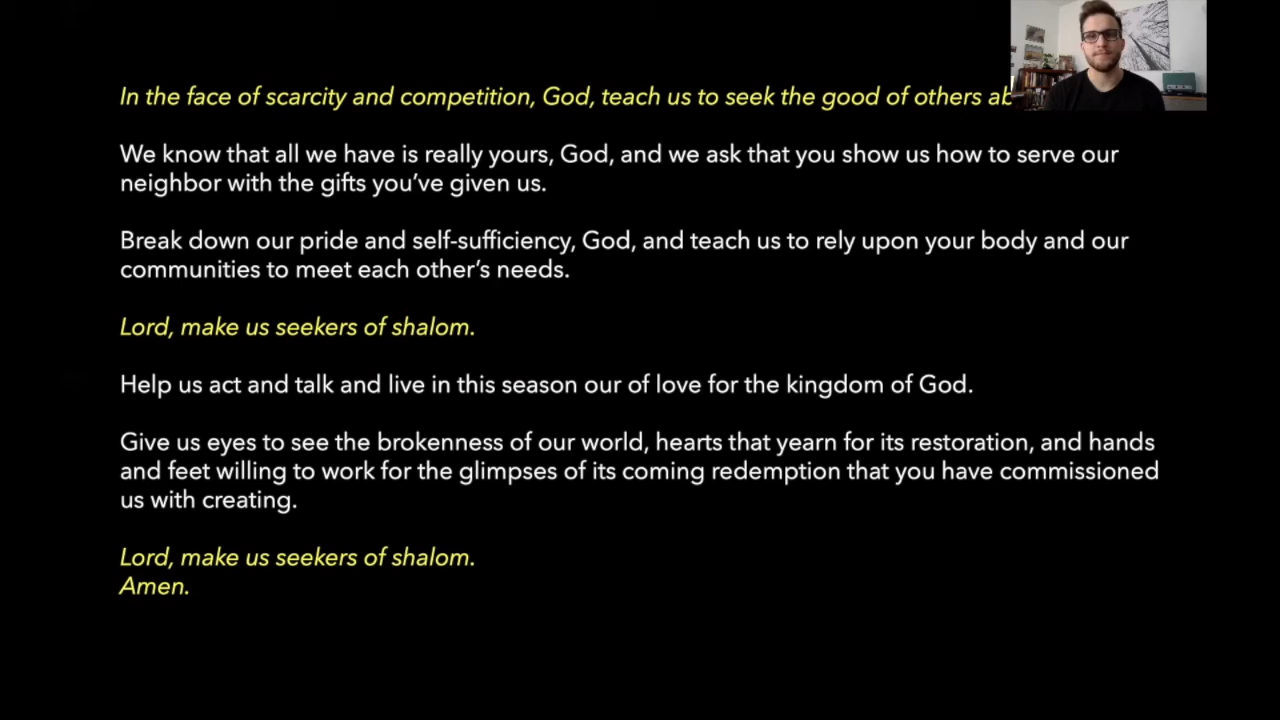 In the face of scarcity and competition, God, teach us to seek the good of others
We know that all we have is really yours, God, and we ask that you show us how to serve our
neighbor with the gifts you’ve given us.
Break down our pride and self-sufficiency, God, and teach us to rely upon your body and our
communities to meet each other’s needs.
Lord, make us seekers of shalom.
Help us act and talk and live in this season our of love for the kingdom of God.
Give us eyes to see the brokenness of our world, hearts that yearn for its restoration, and hands
and feet willing to work for the glimpses of its coming redemption that you have commissioned
us with creating.
Lord, make us seekers of shalom.
Amen.